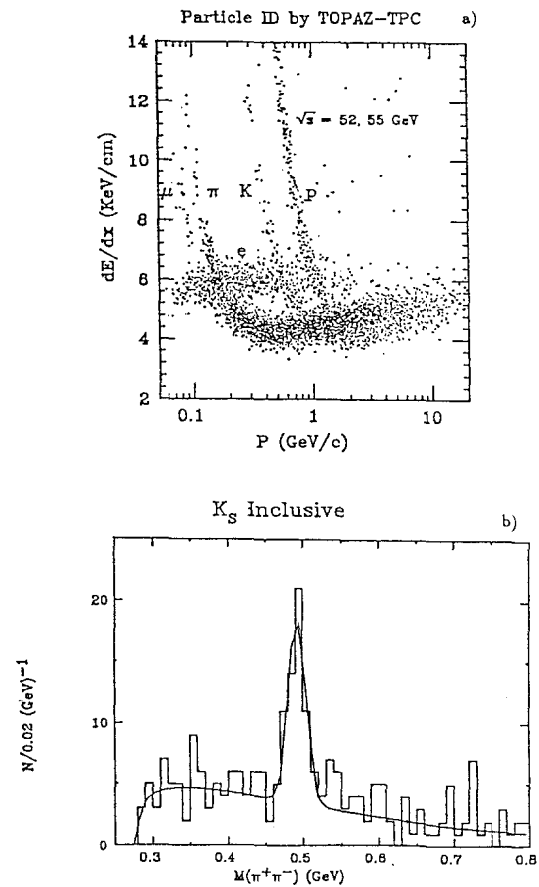 Particle ID by TOPAZ-TPC a)
14
12
10
8
6
4
2
dE/dx (KeV/cm)
√s = 52, 55 GeV
μ π K p
e
0.1 1 10
P (GeV/c)
K_S Inclusive b)
20
10
0
N/0.02 (GeV)⁻¹
0.3 0.4 0.5 0.6 0.7 0.8
M(π⁺π⁻) (GeV)